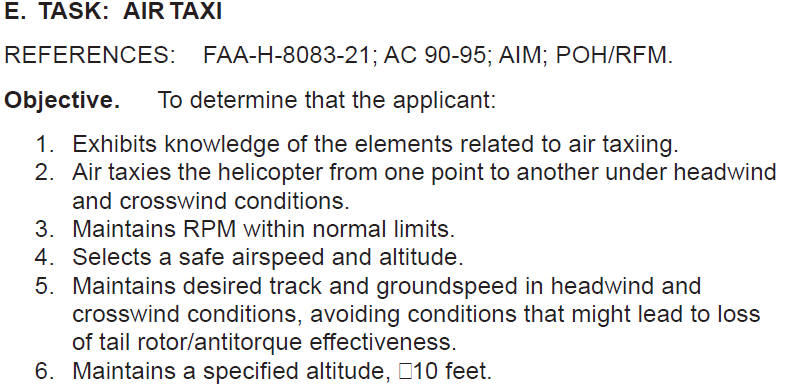 E. TASK: AIR TAXI
REFERENCES: FAA-H-8083-21; AC 90-95; AIM; POH/RFM.
Objective. To determine that the applicant:
1. Exhibits knowledge of the elements related to air taxiing.
2. Air taxies the helicopter from one point to another under headwind
and crosswind conditions.
3. Maintains RPM within normal limits.
4. Selects a safe airspeed and altitude.
5. Maintains desired track and groundspeed in headwind and
crosswind conditions, avoiding conditions that might lead to loss
of tail rotor/antitorque effectiveness.
6. Maintains a specified altitude, □10 feet.